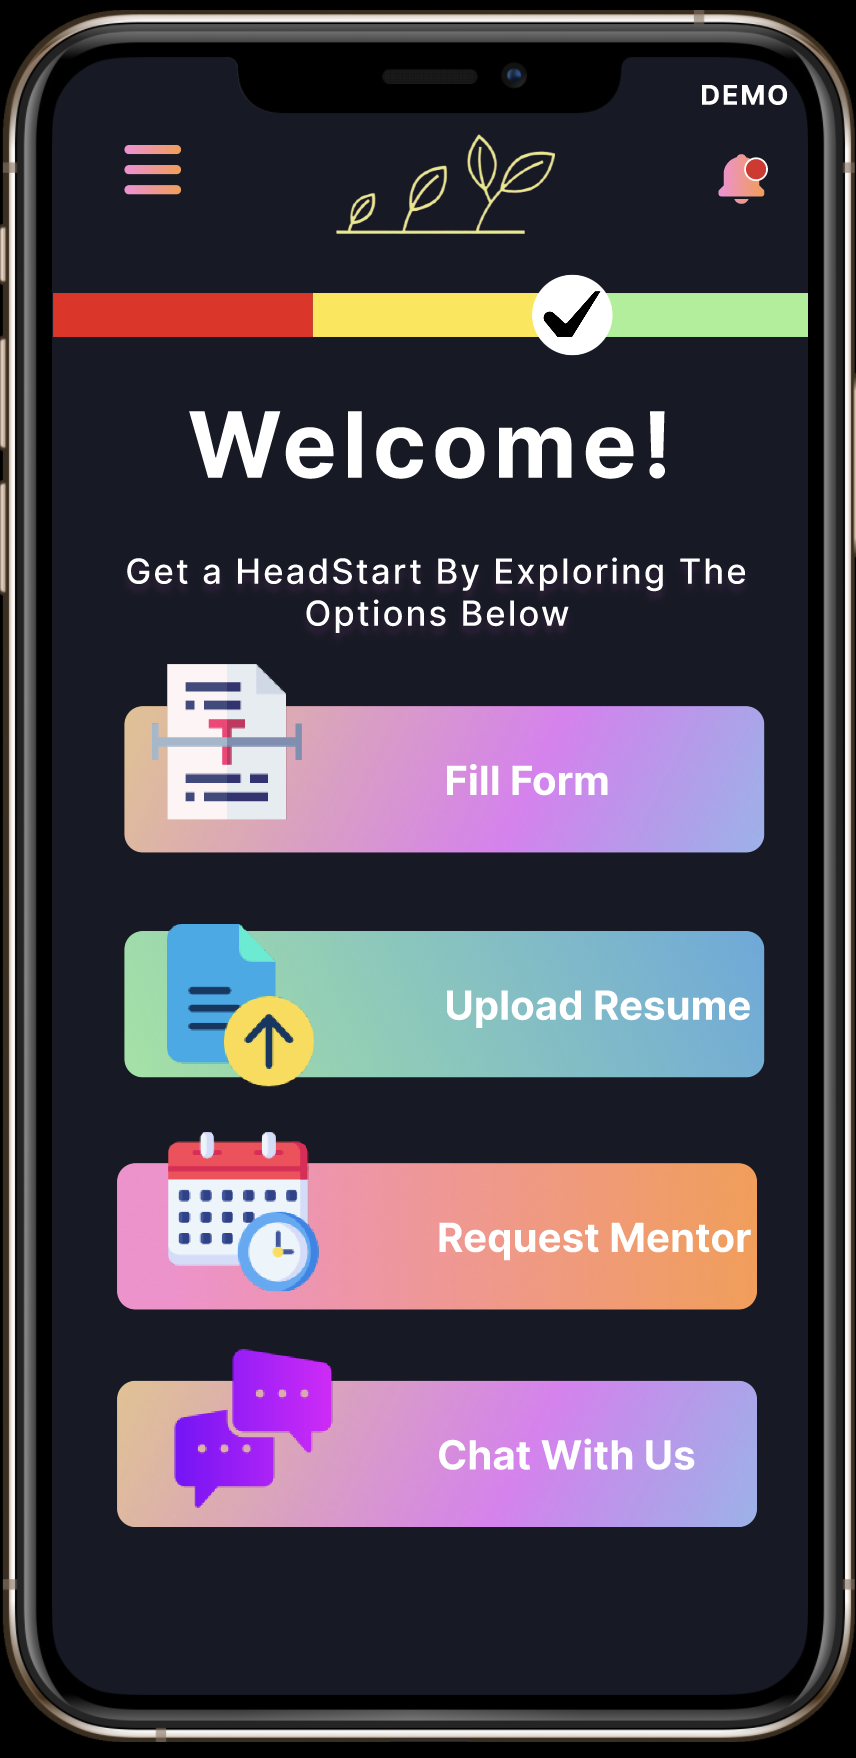 DEMO
Welcome!
Get a HeadStart By Exploring The
Options Below
T
Fill Form
Upload Resume
Request Mentor
Chat With Us